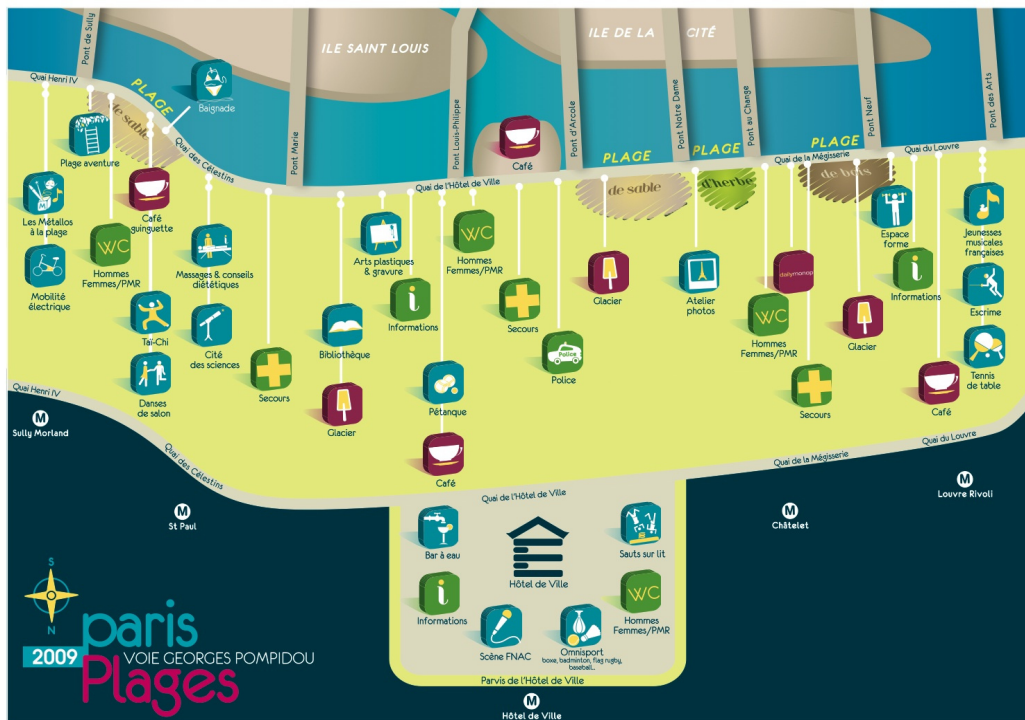 Pont de Sully
ILE SAINT LOUIS
ILE DE LA CITÉ
Quai Henri IV
PLAGE
de sable
Baignade
Quai des Célestins
Pont Marie
Pont Louis-Philippe
Café
Pont d'Arcole
Pont Notre Dame
Pont au Change
Pont Neuf
Pont des Arts
Quai de l'Hôtel de Ville
PLAGE
de sable
PLAGE
d'herbe
PLAGE
de bois
Quai de la Mégisserie
Quai du Louvre
Plage aventure
Les Métallos
à la plage
Mobilité
électrique
WC
Hommes
Femmes/PMR
Café
guinguette
Taï-Chi
Danses
de salon
Massages & conseils
diététiques
Cité
des sciences
Secours
Bibliothèque
Glacier
Arts plastiques
& gravure
i
Informations
Pétanque
Café
WC
Hommes
Femmes/PMR
Secours
Police
Police
Glacier
Atelier
photos
WC
Hommes
Femmes/PMR
dailymotion
Secours
Glacier
Espace
forme
i
Informations
Café
Jeunesses
musicales
françaises
Escrime
Tennis
de table
Quai Henri IV
M
Sully Morland
Quai des Célestins
M
St Paul
Quai de l'Hôtel de Ville
Quai de la Mégisserie
M
Châtelet
Quai du Louvre
M
Louvre Rivoli
Bar à eau
Hôtel de Ville
Sauts sur lit
i
Informations
Scène FNAC
Omnisport
boxe, badminton, flag rugby,
baseball...
WC
Hommes
Femmes/PMR
Parvis de l'Hôtel de Ville
M
Hôtel de Ville
S
N
paris
2009 VOIE GEORGES POMPIDOU
Plages